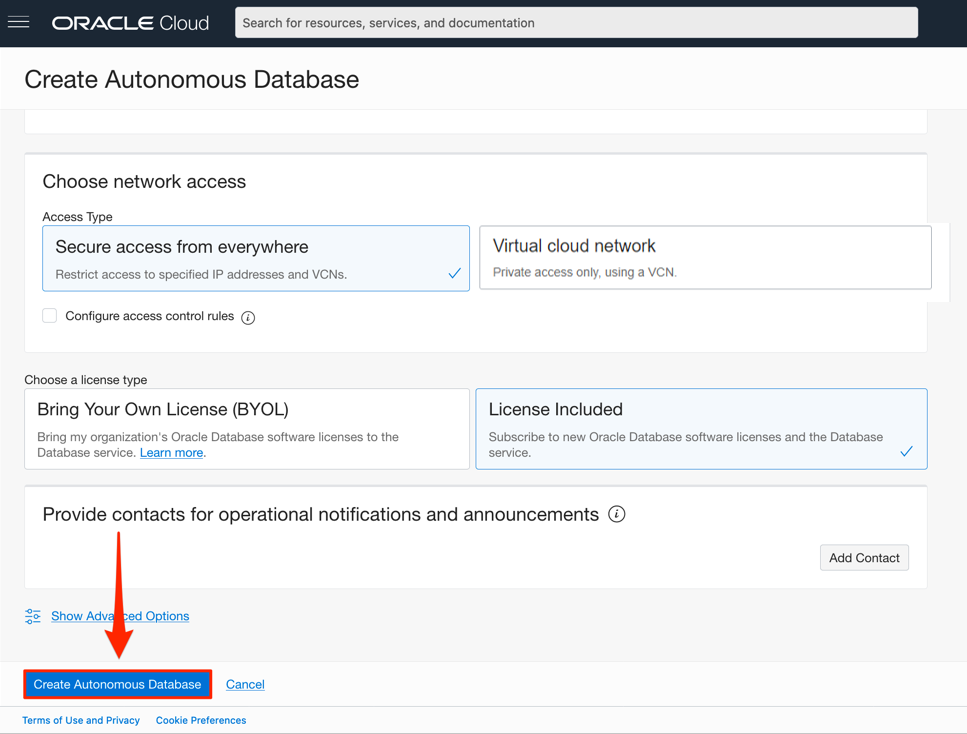 ORACLE Cloud
Search for resources, services, and documentation
Create Autonomous Database
Choose network access
Access Type
Secure access from everywhere
Restrict access to specified IP addresses and VCNs.
Virtual cloud network
Private access only, using a VCN.
Configure access control rules
Choose a license type
Bring Your Own License (BYOL)
Bring my organization's Oracle Database software licenses to the
Database service. Learn more.
License Included
Subscribe to new Oracle Database software licenses and the Database
service.
Provide contacts for operational notifications and announcements
Add Contact
Show Advanced Options
Create Autonomous Database
Cancel
Terms of Use and Privacy
Cookie Preferences